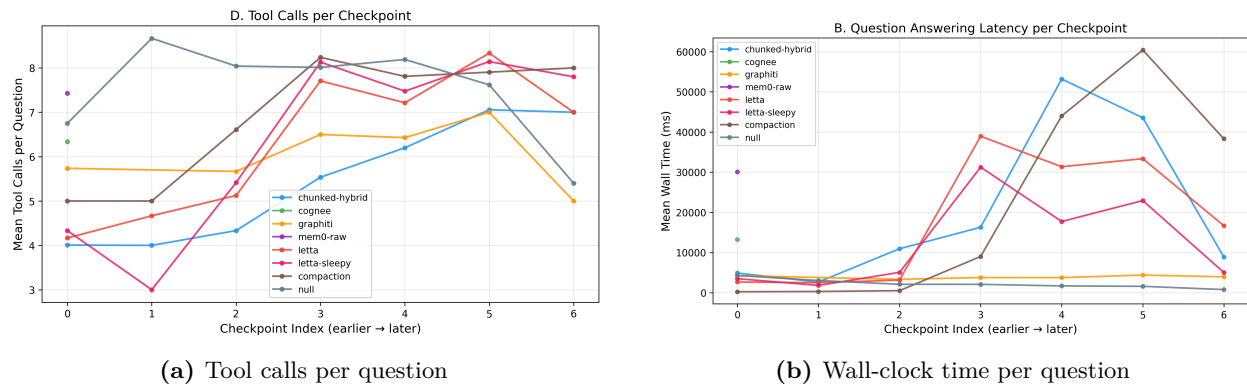 D. Tool Calls per Checkpoint
Mean Tool Calls per Question
8
7
6
5
4
3
chunked-hybrid
cognee
graphiti
mem0-raw
letta
letta-sleepy
compaction
null
0 1 2 3 4 5 6
Checkpoint Index (earlier → later)
(a) Tool calls per question
B. Question Answering Latency per Checkpoint
Mean Wall Time (ms)
60000
50000
40000
30000
20000
10000
0
chunked-hybrid
cognee
graphiti
mem0-raw
letta
letta-sleepy
compaction
null
0 1 2 3 4 5 6
Checkpoint Index (earlier → later)
(b) Wall-clock time per question